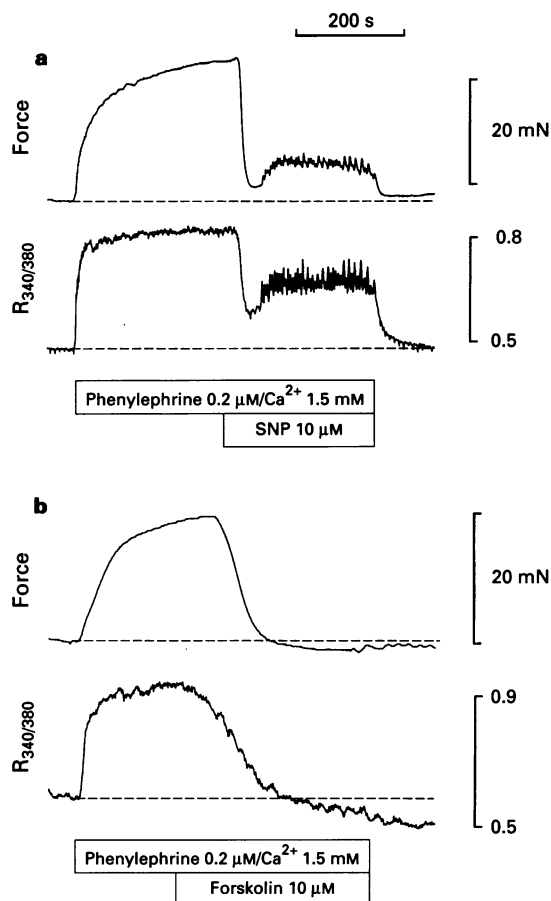 200 s
a
Force
20 mN
R340/380
0.8
0.5
Phenylephrine 0.2 μM/Ca2+ 1.5 mM
SNP 10 μM
b
Force
20 mN
R340/380
0.9
0.5
Phenylephrine 0.2 μM/Ca2+ 1.5 mM
Forskolin 10 μM